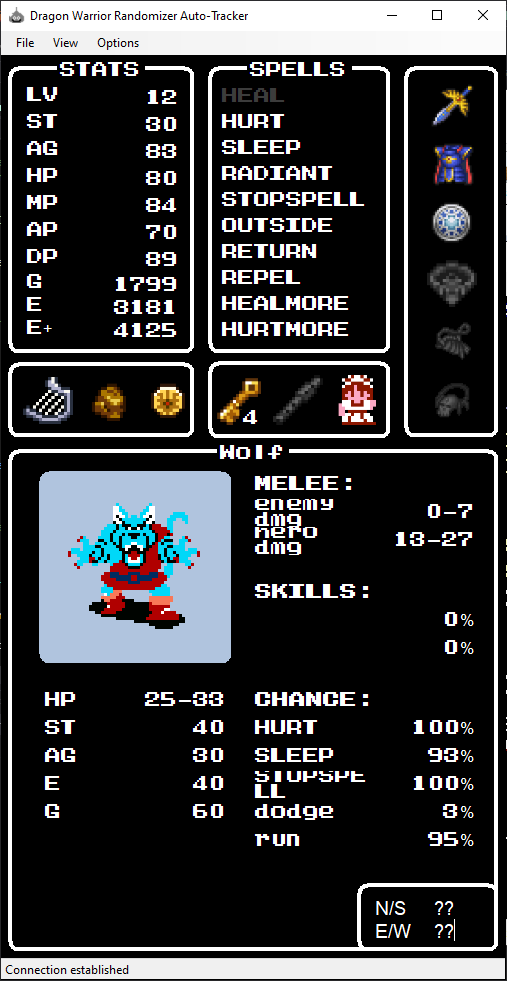 Dragon Warrior Randomizer Auto-Tracker
File View Options
STATS
LV 12
ST 30
AG 83
HP 80
MP 84
AP 70
DP 89
G 1799
E 3181
E+ 4125
SPELLS
HEAL
HURT
SLEEP
RADIANT
STOPSPELL
OUTSIDE
RETURN
REPEL
HEALMORE
HURTMORE
4
Wolf
HP 25-33
ST 40
AG 30
E 40
G 60
MELEE:
enemy
dmg 0-7
hero
dmg 13-27
SKILLS:
0%
0%
CHANCE:
HURT 100%
SLEEP 93%
STOPSPE
LL 100%
dodge 3%
run 95%
N/S ??
E/W ??
Connection established